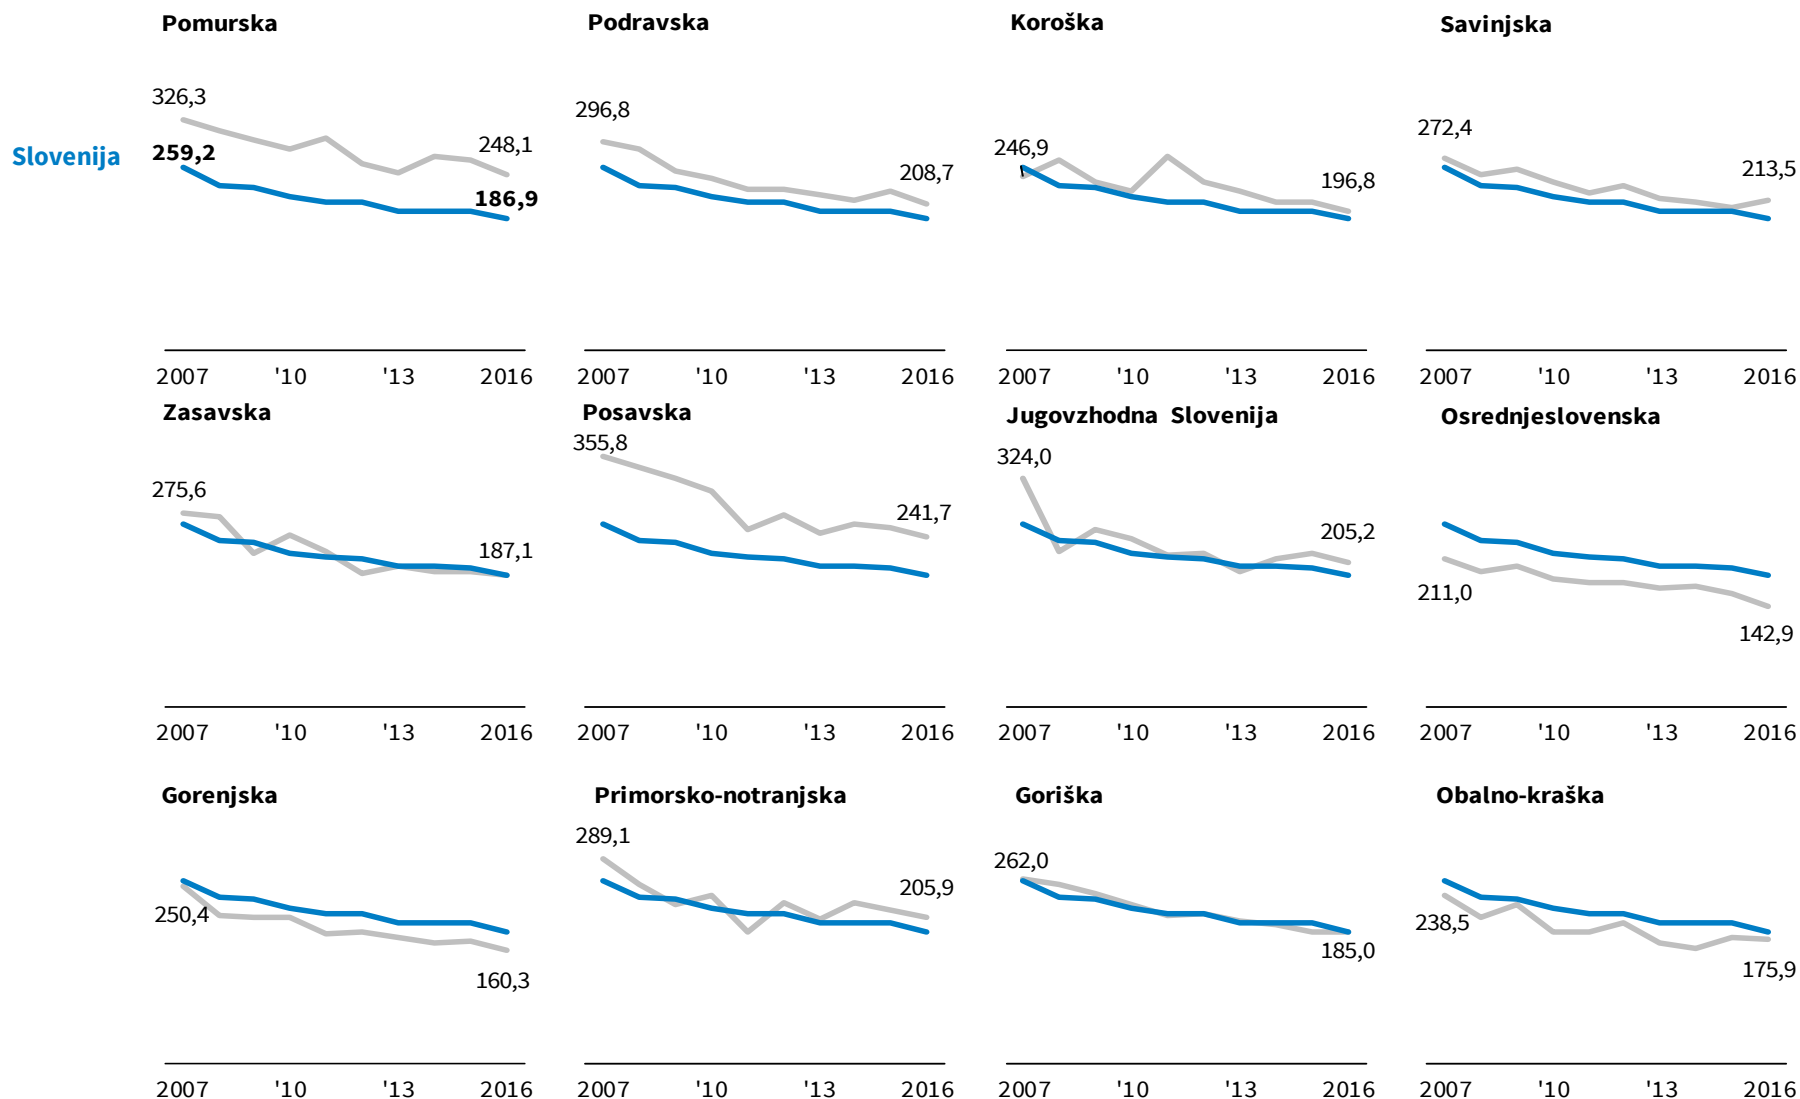 Pomurska
Podravska
Koroška
Savinjska
Slovenija
326,3
259,2
248,1
186,9
296,8
208,7
246,9
196,8
272,4
213,5
2007 '10 '13 2016
2007 '10 '13 2016
2007 '10 '13 2016
2007 '10 '13 2016
Zasavska
Posavska
Jugovzhodna Slovenija
Osrednjeslovenska
275,6
187,1
355,8
241,7
324,0
205,2
211,0
142,9
2007 '10 '13 2016
2007 '10 '13 2016
2007 '10 '13 2016
2007 '10 '13 2016
Gorenjska
Primorsko-notranjska
Goriška
Obalno-kraška
250,4
160,3
289,1
205,9
262,0
185,0
238,5
175,9
2007 '10 '13 2016
2007 '10 '13 2016
2007 '10 '13 2016
2007 '10 '13 2016